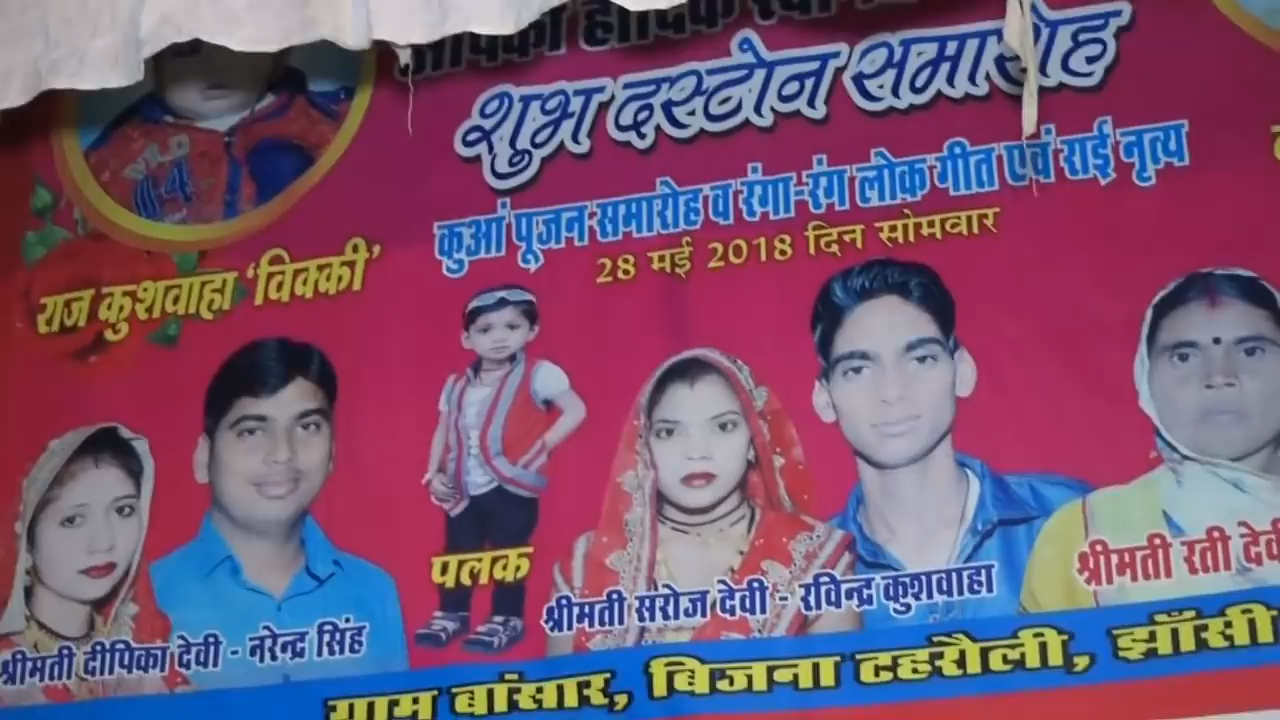 आपका हार्दिक
शुभ दस्टोन समारोह
कुआं पूजन समारोह व रंगा-रंग लोक गीत एवं राई नृत्य
28 मई 2018 दिन सोमवार
राज कुशवाहा 'विक्की'
पलक
श्रीमती दीपिका देवी - नरेन्द्र सिंह
श्रीमती सरोज देवी - रविन्द्र कुशवाहा
श्रीमती रती देवी
ग्राम बांसार, बिजना टहरौली, झाँसी